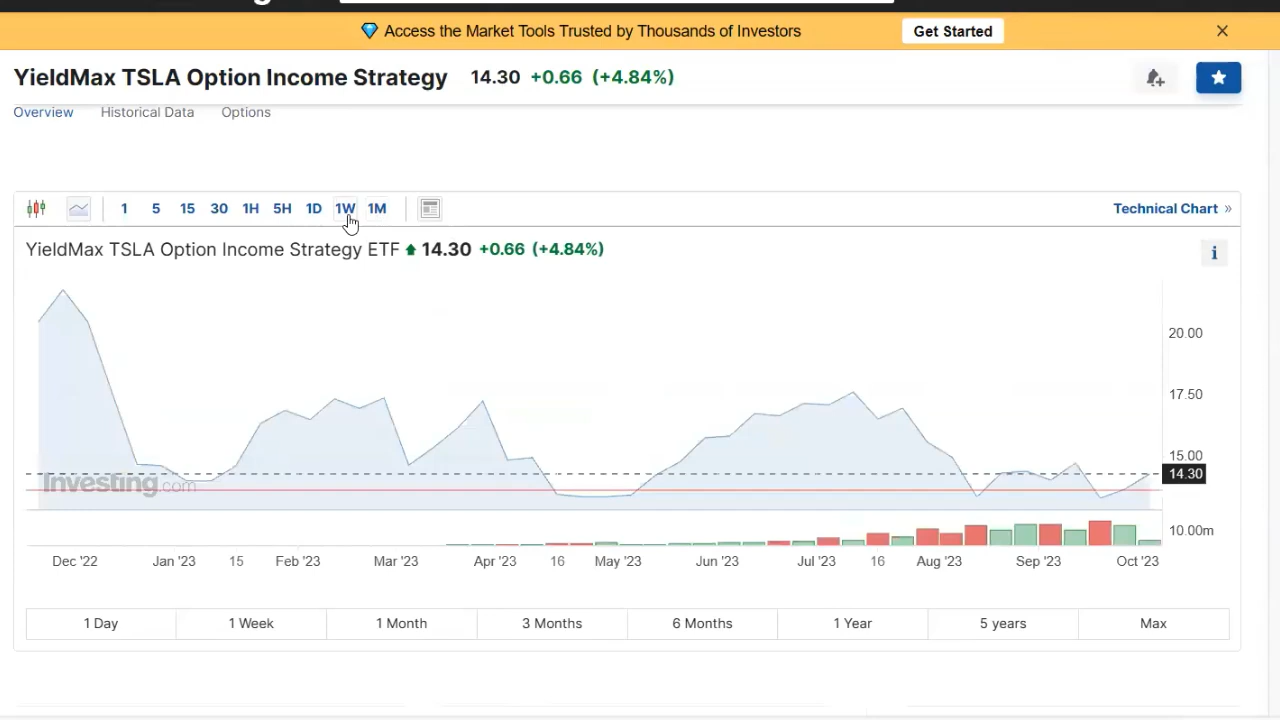 Access the Market Tools Trusted by Thousands of Investors Get Started
YieldMax TSLA Option Income Strategy 14.30 +0.66 (+4.84%)
Overview Historical Data Options
1 5 15 30 1H 5H 1D 1W 1M Technical Chart »
YieldMax TSLA Option Income Strategy ETF 14.30 +0.66 (+4.84%)
i
20.00
17.50
15.00
14.30
Investing.com
10.00m
Dec '22 Jan '23 15 Feb '23 Mar '23 Apr '23 16 May '23 Jun '23 Jul '23 16 Aug '23 Sep '23 Oct '23
1 Day 1 Week 1 Month 3 Months 6 Months 1 Year 5 years Max